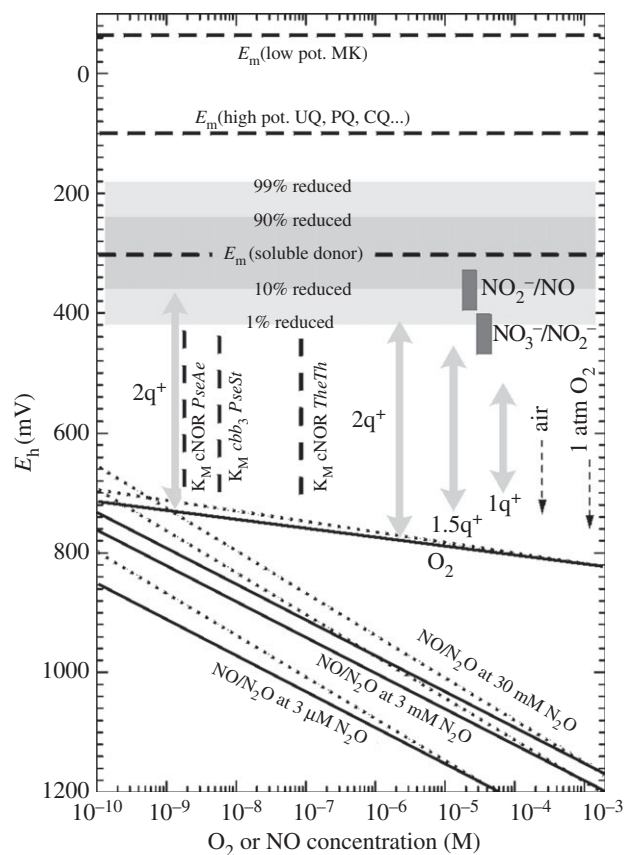 E_m (low pot. MK)
0
E_m (high pot. UQ, PQ, CQ...)
99% reduced
200
90% reduced
E_m (soluble donor)
10% reduced
NO₂⁻/NO
1% reduced
NO₃⁻/NO₂⁻
400
2q⁺
K_M cNOR PseAe
K_M cbb₃ PseSt
K_M cNOR TheTh
2q⁺
1.5q⁺
1q⁺
air
1 atm O₂
E_h (mV)
600
O₂
800
NO/N₂O at 30 mM N₂O
NO/N₂O at 3 mM N₂O
NO/N₂O at 3 µM N₂O
1000
1200
10⁻¹⁰ 10⁻⁹ 10⁻⁸ 10⁻⁷ 10⁻⁶ 10⁻⁵ 10⁻⁴ 10⁻³
O₂ or NO concentration (M)